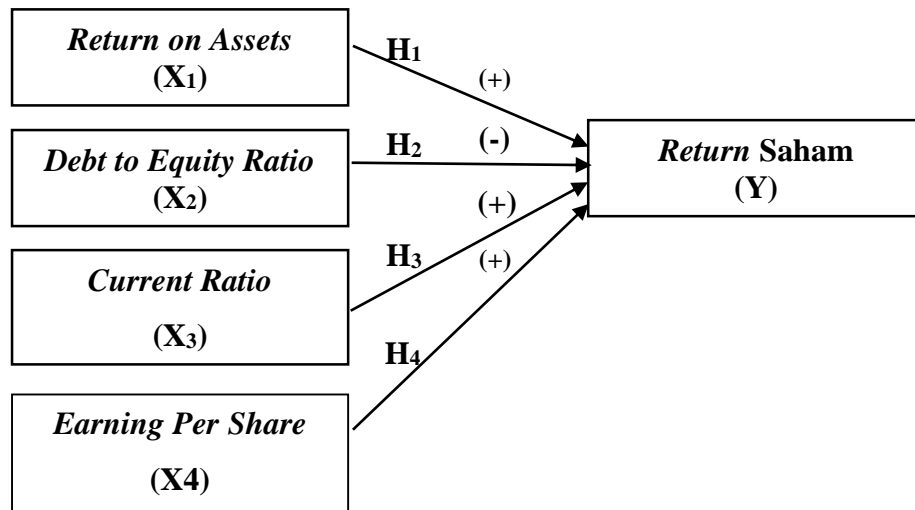 Return on Assets
(X1)
H1
(+)
Debt to Equity Ratio
(X2)
H2
(-)
Return Saham
(Y)
Current Ratio
(X3)
H3
(+)
Earning Per Share
(X4)
H4
(+)